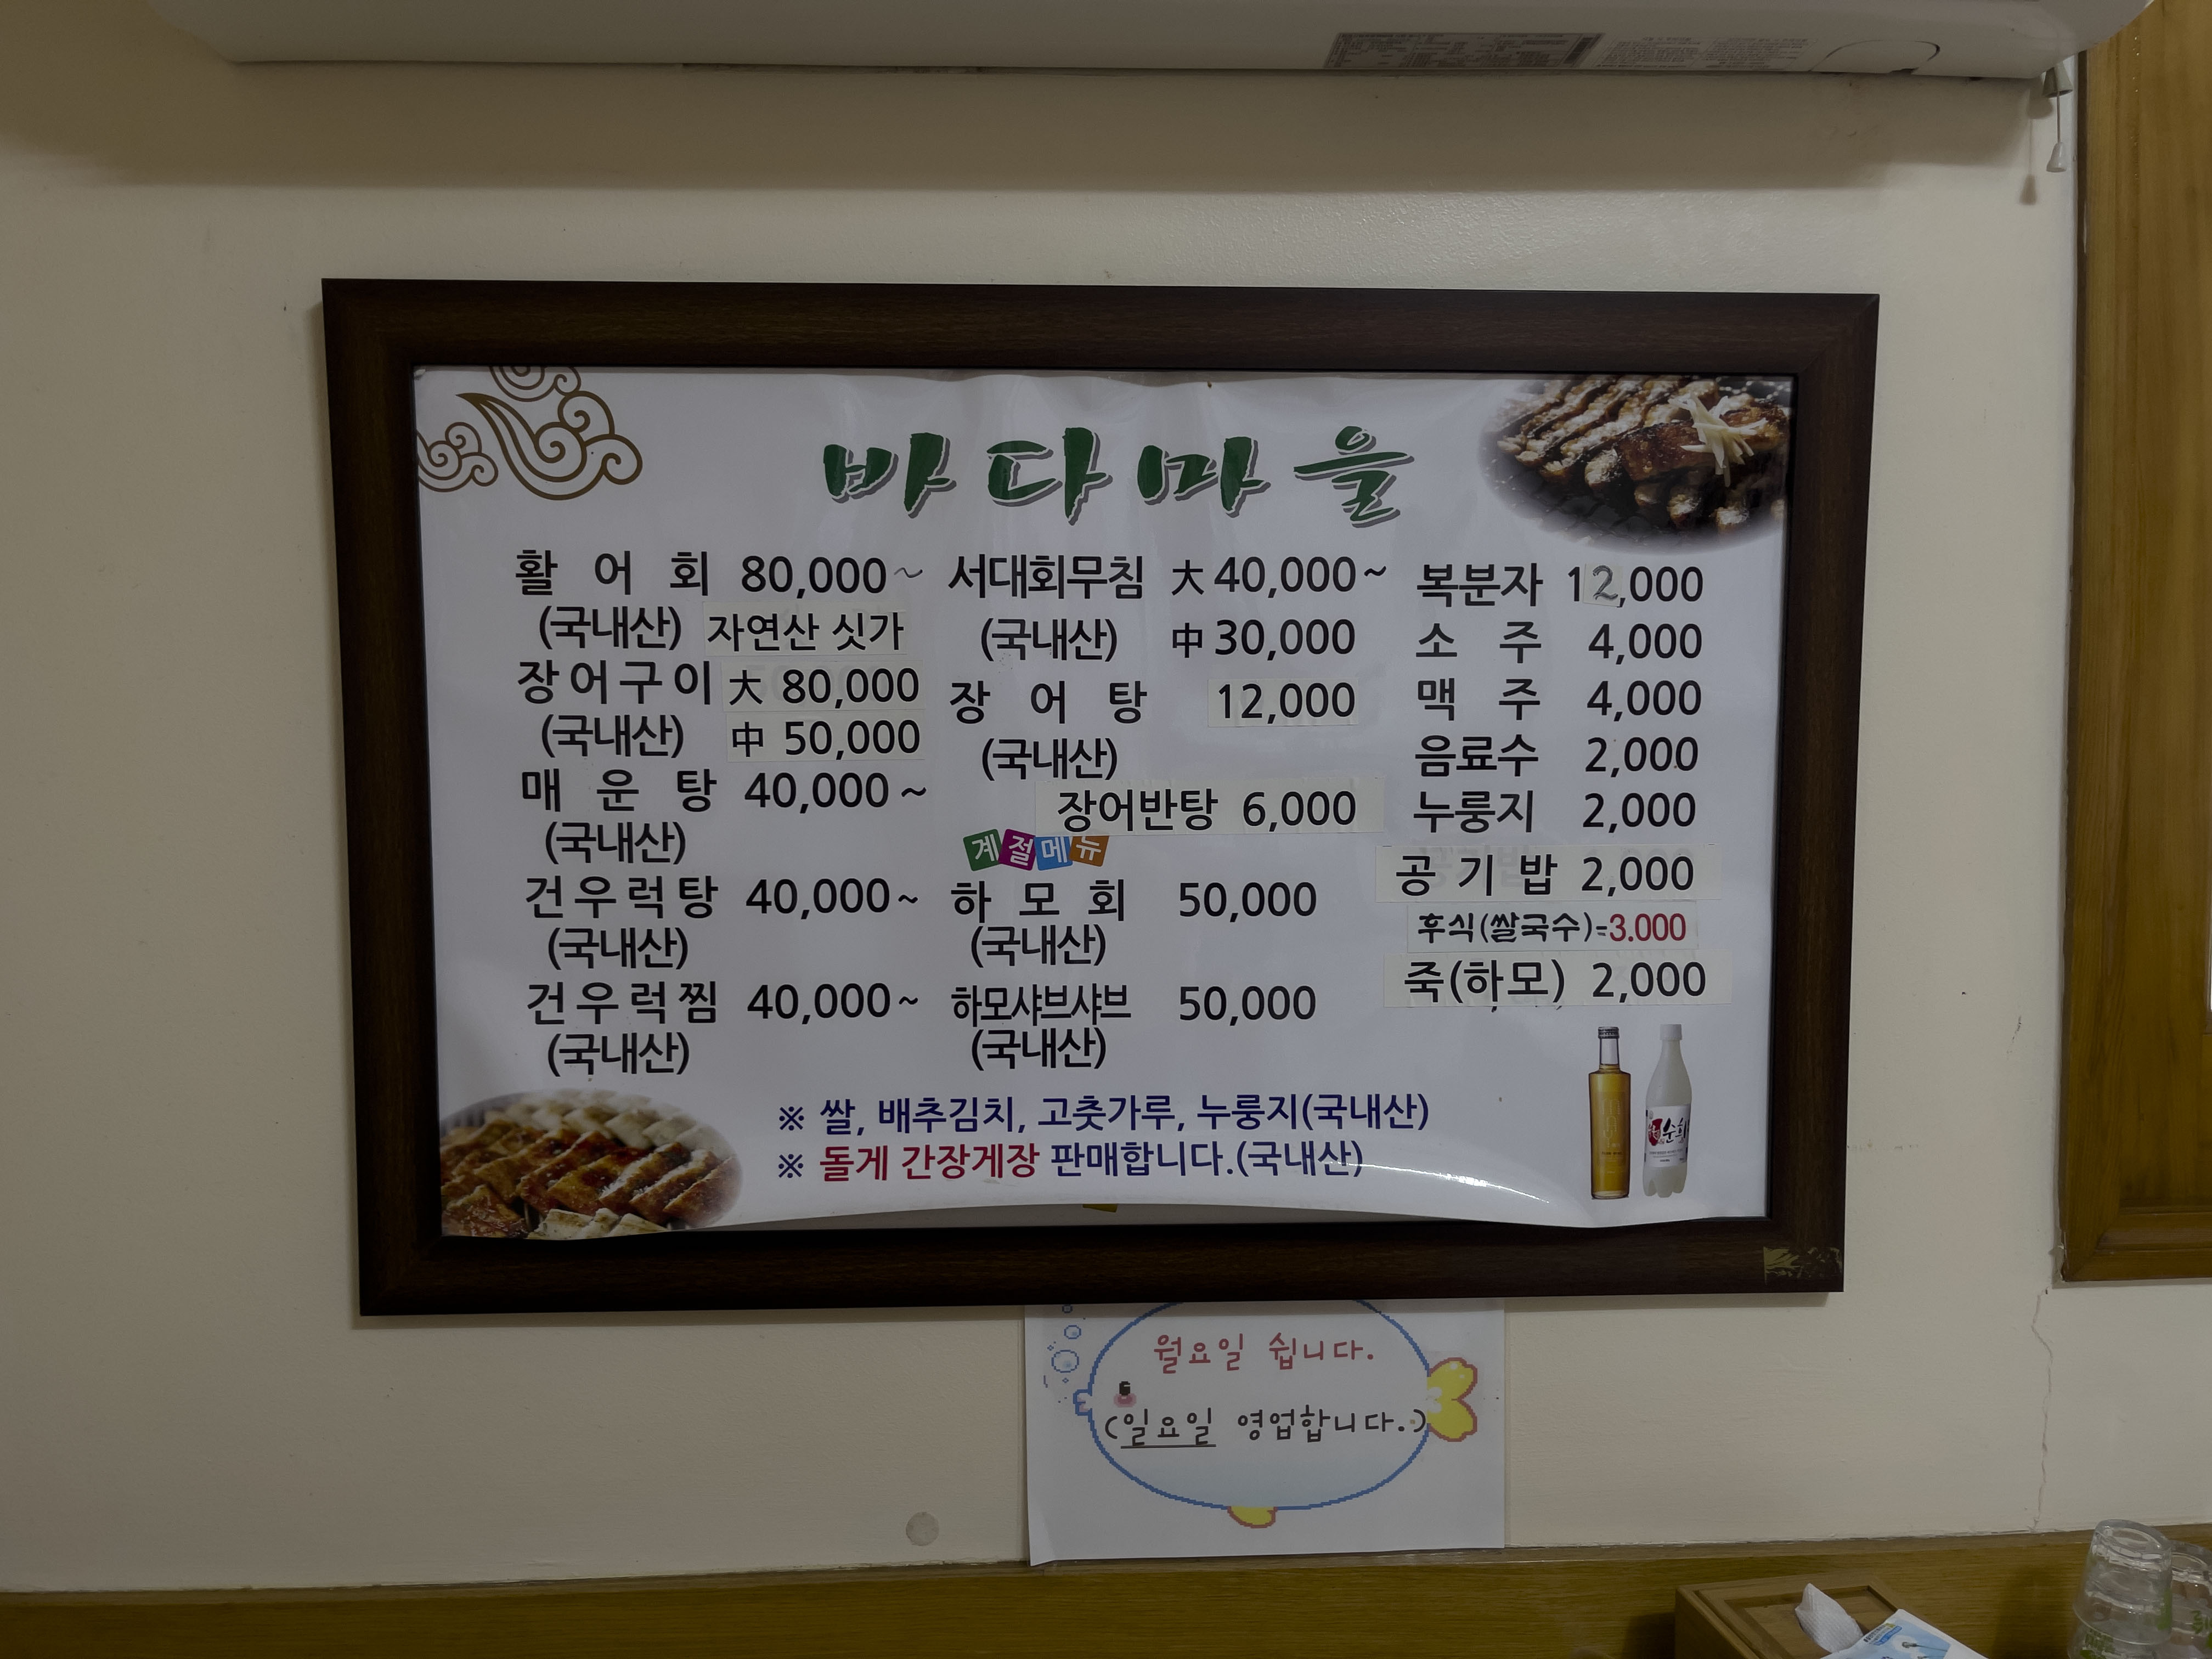 바다마을
활 어 회 80,000~
(국내산) 자연산 싯가
장어구이 大 80,000
(국내산) 中 50,000
매 운 탕 40,000~
(국내산)
건우럭탕 40,000~
(국내산)
건우럭찜 40,000~
(국내산)
서대회무침 大 40,000~
(국내산) 中 30,000
장 어 탕 12,000
(국내산)
장어반탕 6,000
계절메뉴
하 모 회 50,000
(국내산)
하모샤브샤브 50,000
(국내산)
복분자 12,000
소 주 4,000
맥 주 4,000
음료수 2,000
누룽지 2,000
공 기 밥 2,000
후식(쌀국수)=3.000
죽(하모) 2,000
※ 쌀, 배추김치, 고춧가루, 누룽지(국내산)
※ 돌게 간장게장 판매합니다.(국내산)
월요일 쉽니다.
(일요일 영업합니다.)